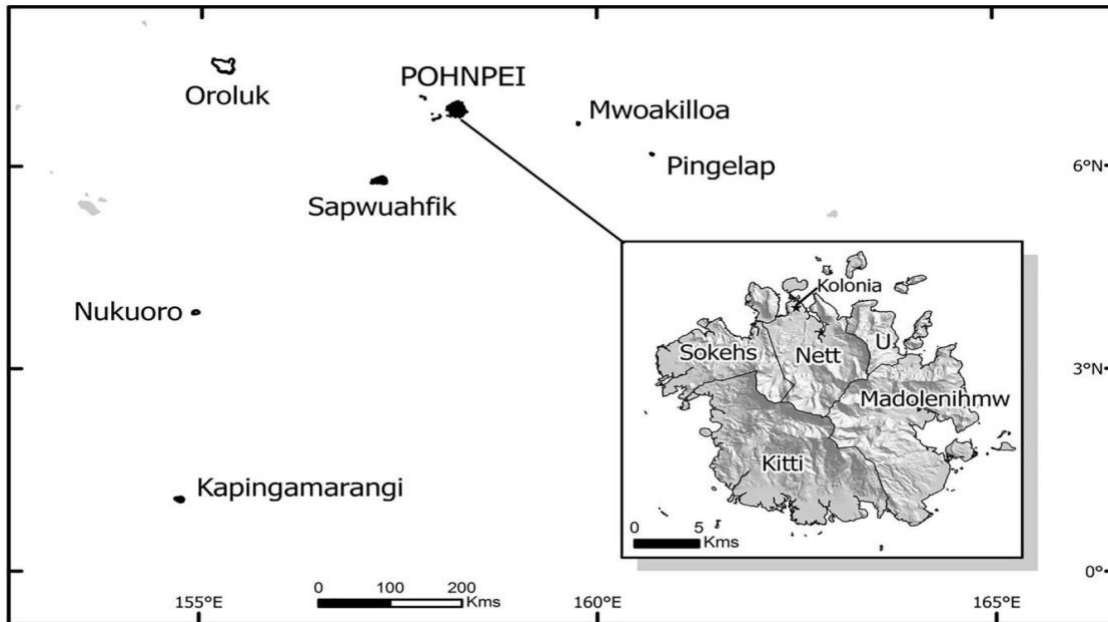 POHNPEI
Oroluk
Mwoakilloa
Pingelap
6°N
Sapwuahfik
Kolonia
Nukuoro
Sokehs
Nett
U
3°N
Madolenihmw
Kitti
Kapingamarangi
0 5
Kms
0°
0 100 200
Kms
155°E
160°E
165°E